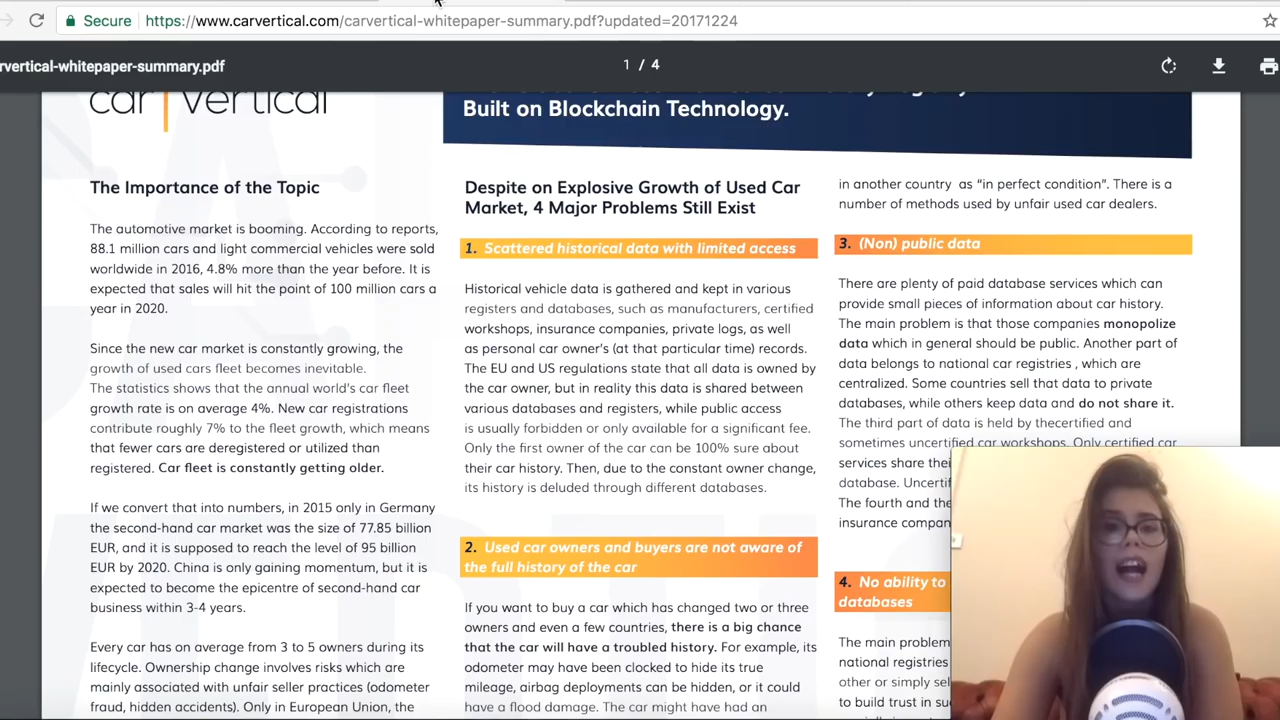 Secure
https://www.carvertical.com/carvertical-whitepaper-summary.pdf?updated=20171224
rvertical-whitepaper-summary.pdf
1 / 4
car vertical
Built on Blockchain Technology.
The Importance of the Topic
The automotive market is booming. According to reports,
88.1 million cars and light commercial vehicles were sold
worldwide in 2016, 4.8% more than the year before. It is
expected that sales will hit the point of 100 million cars a
year in 2020.
Since the new car market is constantly growing, the
growth of used cars fleet becomes inevitable.
The statistics shows that the annual world's car fleet
growth rate is on average 4%. New car registrations
contribute roughly 7% to the fleet growth, which means
that fewer cars are deregistered or utilized than
registered. Car fleet is constantly getting older.
If we convert that into numbers, in 2015 only in Germany
the second-hand car market was the size of 77.85 billion
EUR, and it is supposed to reach the level of 95 billion
EUR by 2020. China is only gaining momentum, but it is
expected to become the epicentre of second-hand car
business within 3-4 years.
Every car has on average from 3 to 5 owners during its
lifecycle. Ownership change involves risks which are
mainly associated with unfair seller practices (odometer
fraud, hidden accidents). Only in European Union, the
Despite on Explosive Growth of Used Car
Market, 4 Major Problems Still Exist
1. Scattered historical data with limited access
Historical vehicle data is gathered and kept in various
registers and databases, such as manufacturers, certified
workshops, insurance companies, private logs, as well
as personal car owner's (at that particular time) records.
The EU and US regulations state that all data is owned by
the car owner, but in reality this data is shared between
various databases and registers, while public access
is usually forbidden or only available for a significant fee.
Only the first owner of the car can be 100% sure about
their car history. Then, due to the constant owner change,
its history is deluded through different databases.
2. Used car owners and buyers are not aware of
the full history of the car
If you want to buy a car which has changed two or three
owners and even a few countries, there is a big chance
that the car will have a troubled history. For example, its
odometer may have been clocked to hide its true
mileage, airbag deployments can be hidden, or it could
have a flood damage. The car might have had an
in another country as “in perfect condition”. There is a
number of methods used by unfair used car dealers.
3. (Non) public data
There are plenty of paid database services which can
provide small pieces of information about car history.
The main problem is that those companies monopolize
data which in general should be public. Another part of
data belongs to national car registries , which are
centralized. Some countries sell that data to private
databases, while others keep data and do not share it.
The third part of data is held by thecertified and
sometimes uncertified car workshops. Only certified car
services share thei
database. Uncertif
The fourth and the
insurance compan
4. No ability to
databases
The main problem
national registries
other or simply sel
to build trust in su